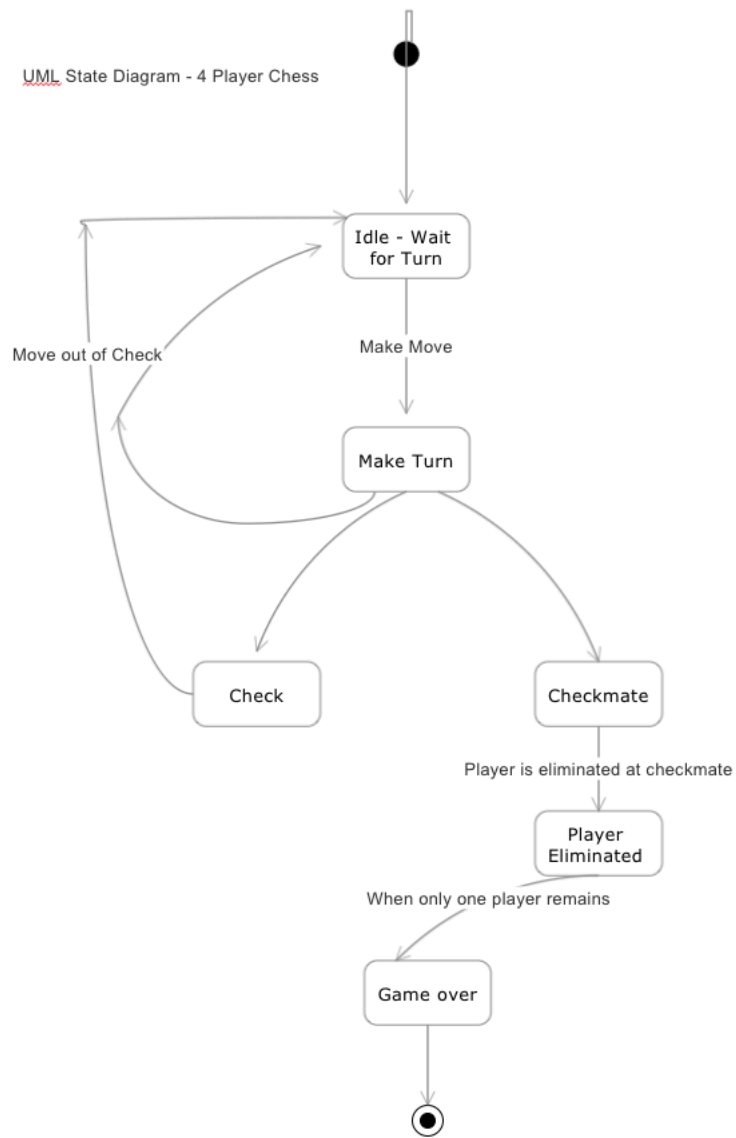 UML State Diagram - 4 Player Chess
Idle - Wait
for Turn
Move out of Check
Make Move
Make Turn
Check
Checkmate
Player is eliminated at checkmate
Player
Eliminated
When only one player remains
Game over